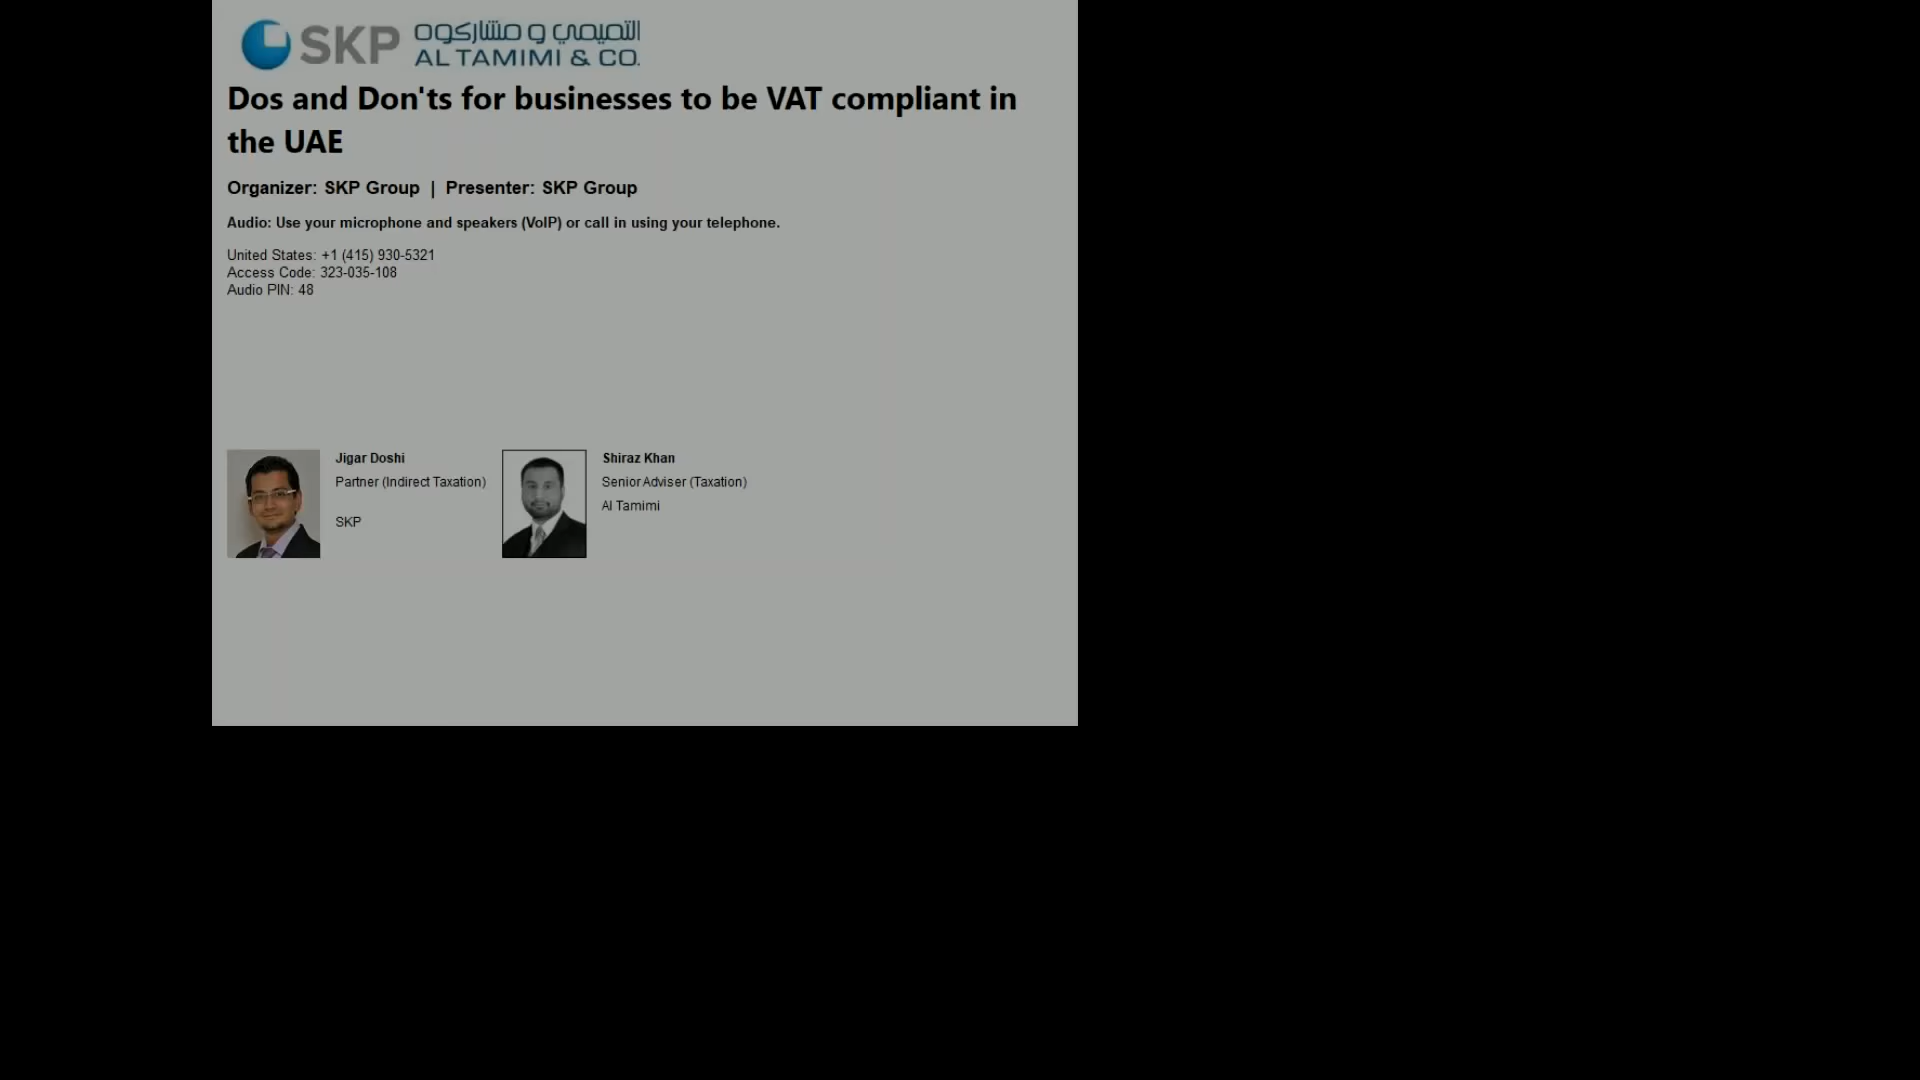 SKP
التميمي و مشاركوه
AL TAMIMI & CO.
Dos and Don'ts for businesses to be VAT compliant in
the UAE
Organizer: SKP Group | Presenter: SKP Group
Audio: Use your microphone and speakers (VoIP) or call in using your telephone.
United States: +1 (415) 930-5321
Access Code: 323-035-108
Audio PIN: 48
Jigar Doshi
Partner (Indirect Taxation)
SKP
Shiraz Khan
Senior Adviser (Taxation)
Al Tamimi